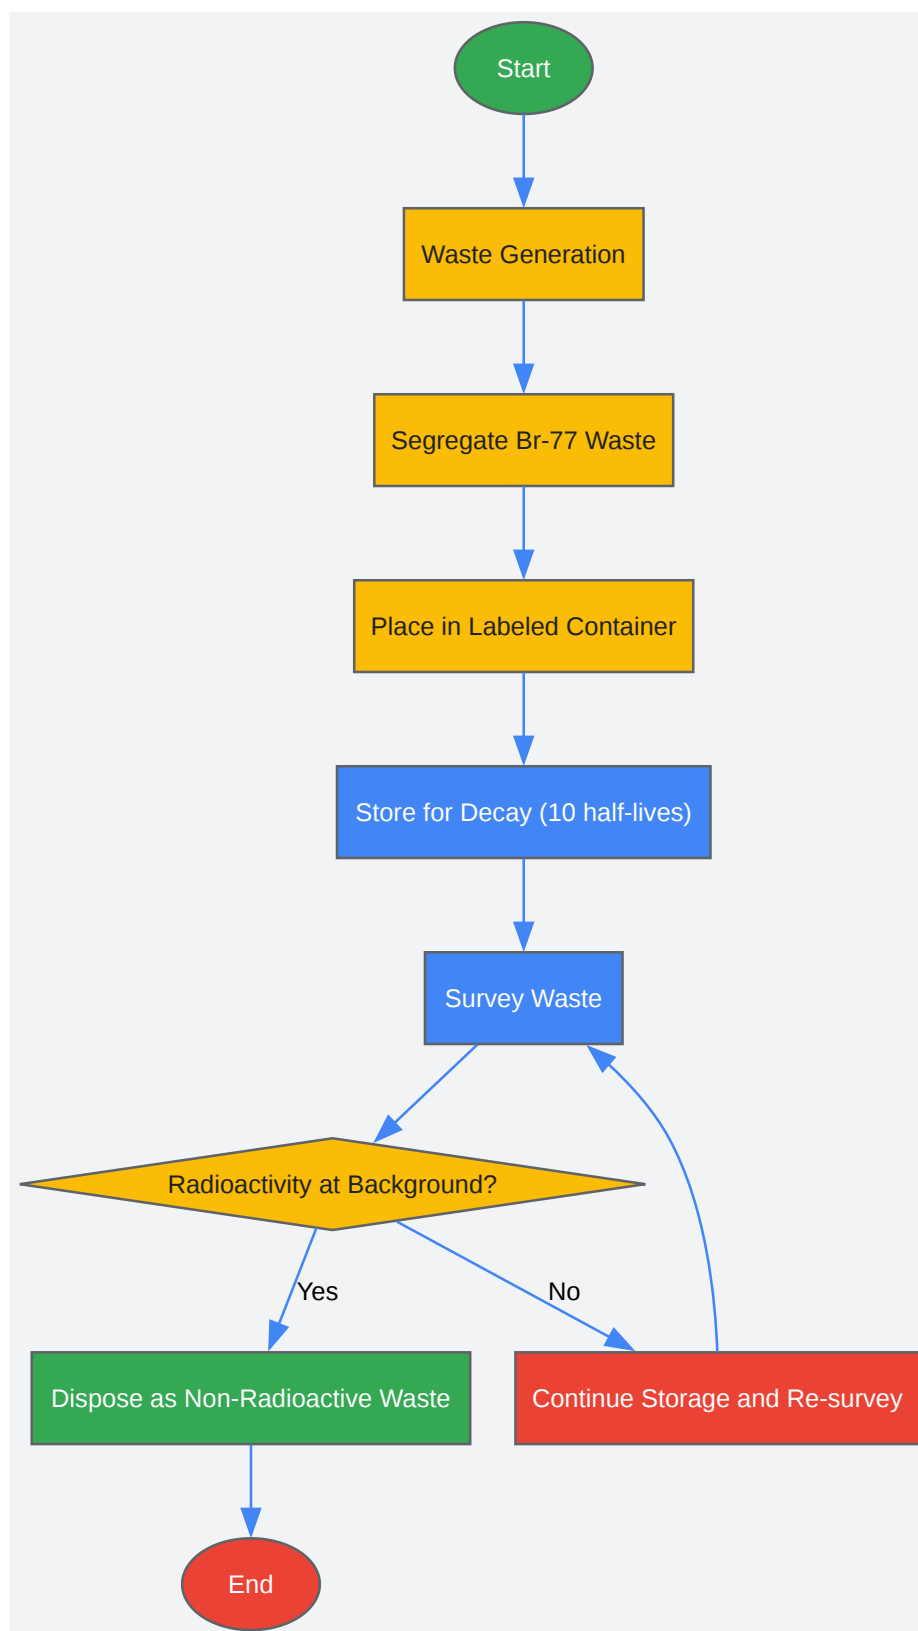 Start
Waste Generation
Segregate Br-77 Waste
Place in Labeled Container
Store for Decay (10 half-lives)
Survey Waste
Radioactivity at Background?
Yes
No
Dispose as Non-Radioactive Waste
Continue Storage and Re-survey
End